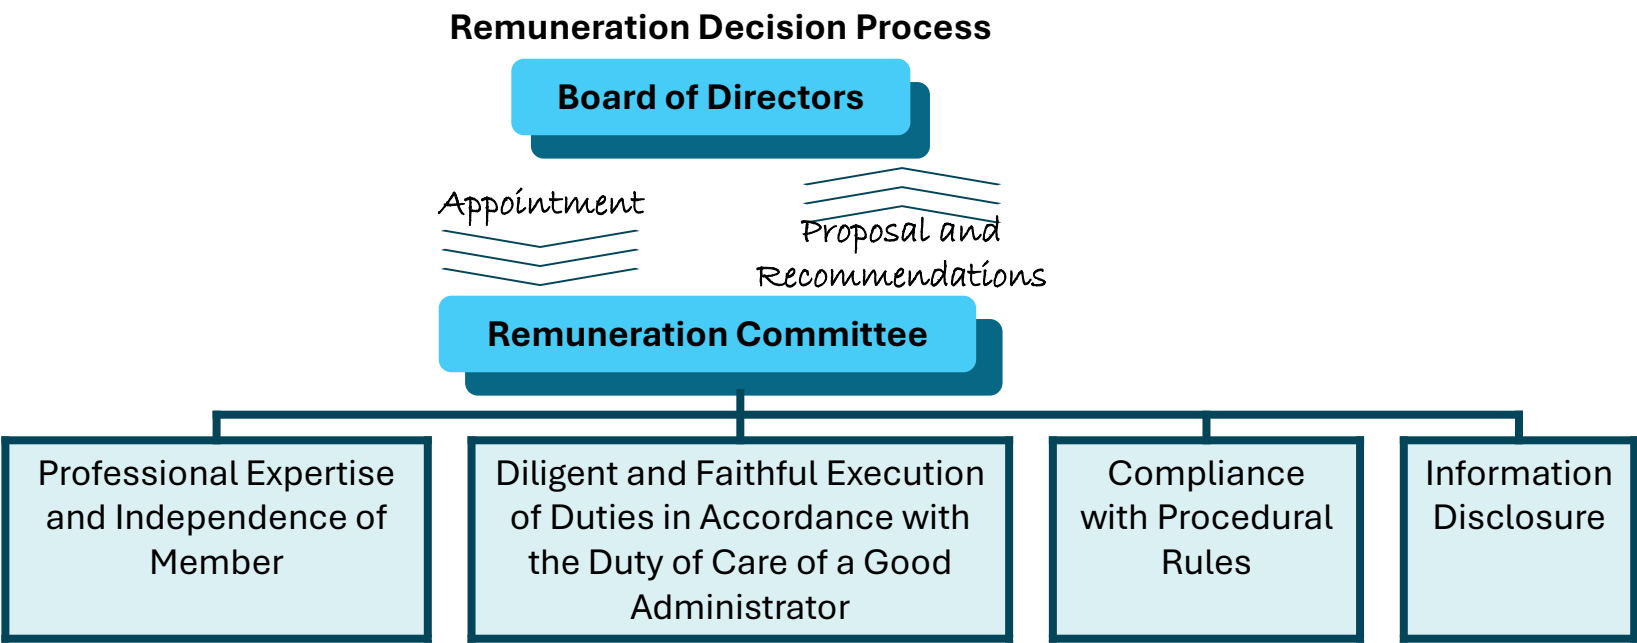 Remuneration Decision Process
Board of Directors
Appointment
Proposal and
Recommendations
Remuneration Committee
Professional Expertise
and Independence of
Member
Diligent and Faithful Execution
of Duties in Accordance with
the Duty of Care of a Good
Administrator
Compliance
with Procedural
Rules
Information
Disclosure